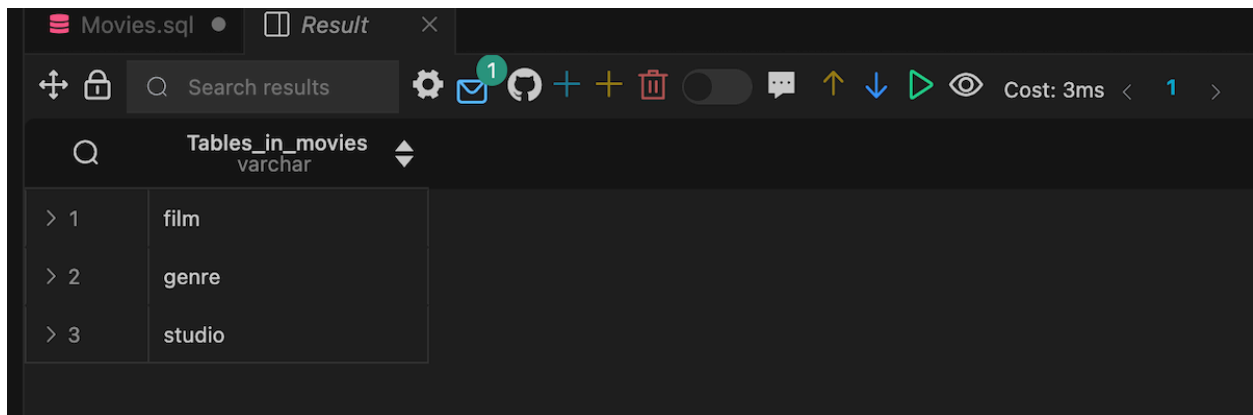 Movies.sql Result
Search results 1 Cost: 3ms 1
Tables_in_movies
varchar
1 film
2 genre
3 studio